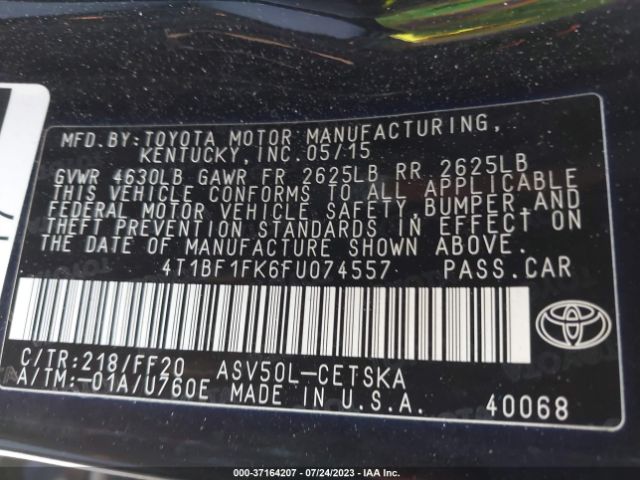 MFD.BY:TOYOTA MOTOR MANUFACTURING,
KENTUCKY,INC.05/15
GVWR 4630LB GAWR FR 2625LB RR 2625LB
THIS VEHICLE CONFORMS TO ALL APPLICABLE
FEDERAL MOTOR VEHICLE SAFETY,BUMPER,AND
THEFT PREVENTION STANDARDS IN EFFECT ON
THE DATE OF MANUFACTURE SHOWN ABOVE.
4T1BF1FK6FU074557 PASS.CAR
C/TR:218/FF20 ASV50L-CETSKA
A/TM:-01A/U760E MADE IN U.S.A. 40068
000-37164207 - 07/24/2023 - IAA Inc.